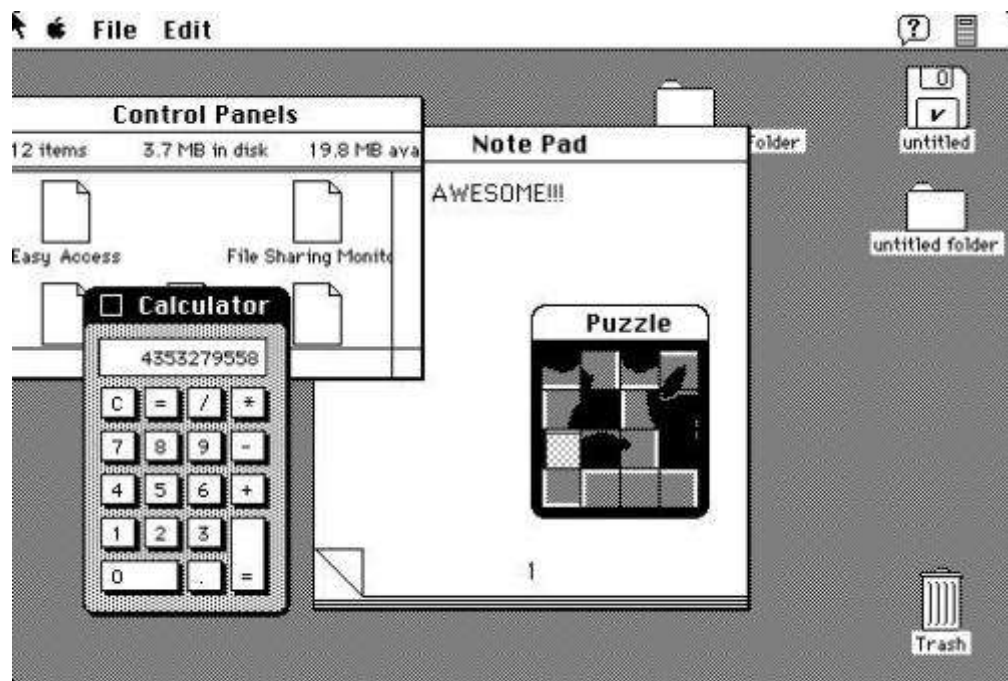 File Edit
?
Control Panels
12 items 3.7 MB in disk 19.8 MB ava
Easy Access
File Sharing Monito
Note Pad
AWESOME!!!
1
Calculator
4353279558
C = / *
7 8 9 -
4 5 6 +
1 2 3
0 . =
Puzzle
older
untitled
untitled folder
Trash